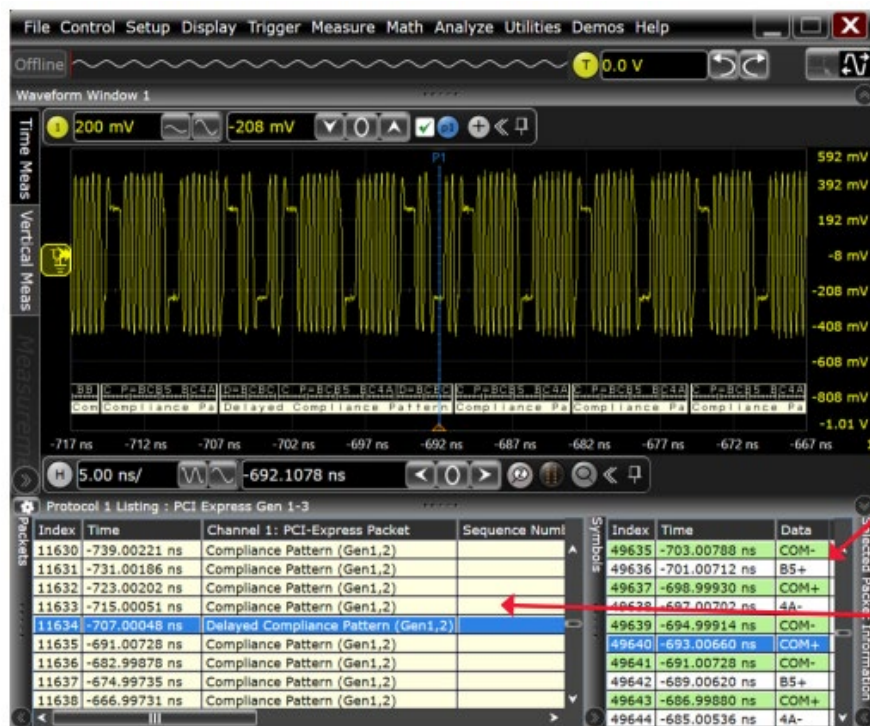 File Control Setup Display Trigger Measure Math Analyze Utilities Demos Help
Offline T 0.0 V
Waveform Window 1
Time Meas
Vertical Meas
1 200 mV -208 mV p1
P1
592 mV
392 mV
192 mV
-8 mV
-208 mV
-408 mV
-608 mV
-808 mV
-1.01 V
Com Compliance Pa Delayed Compliance Pattern Compliance Pa Compliance Pa Compliance Pa
-717 ns -712 ns -707 ns -702 ns -697 ns -692 ns -687 ns -682 ns -677 ns -672 ns -667 ns
H 5.00 ns/ -692.1078 ns 0
Protocol 1 Listing : PCI Express Gen 1-3
Packets
Index Time Channel 1: PCI-Express Packet Sequence Numl
11630 -739.00221 ns Compliance Pattern (Gen1,2)
11631 -731.00186 ns Compliance Pattern (Gen1,2)
11632 -723.00202 ns Compliance Pattern (Gen1,2)
11633 -715.00051 ns Compliance Pattern (Gen1,2)
11634 -707.00048 ns Delayed Compliance Pattern (Gen1,2)
11635 -691.00728 ns Compliance Pattern (Gen1,2)
11636 -682.99878 ns Compliance Pattern (Gen1,2)
11637 -674.99735 ns Compliance Pattern (Gen1,2)
11638 -666.99731 ns Compliance Pattern (Gen1,2)
Symbols
Index Time Data
49635 -703.00788 ns COM-
49636 -701.00712 ns B5+
49637 -698.99930 ns COM+
49638 -697.00702 ns 4A-
49639 -694.99914 ns COM-
49640 -693.00660 ns COM+
49641 -691.00728 ns COM-
49642 -689.00620 ns B5+
49643 -686.99880 ns COM+
49644 -685.00536 ns 4A-
Selected Packet Information